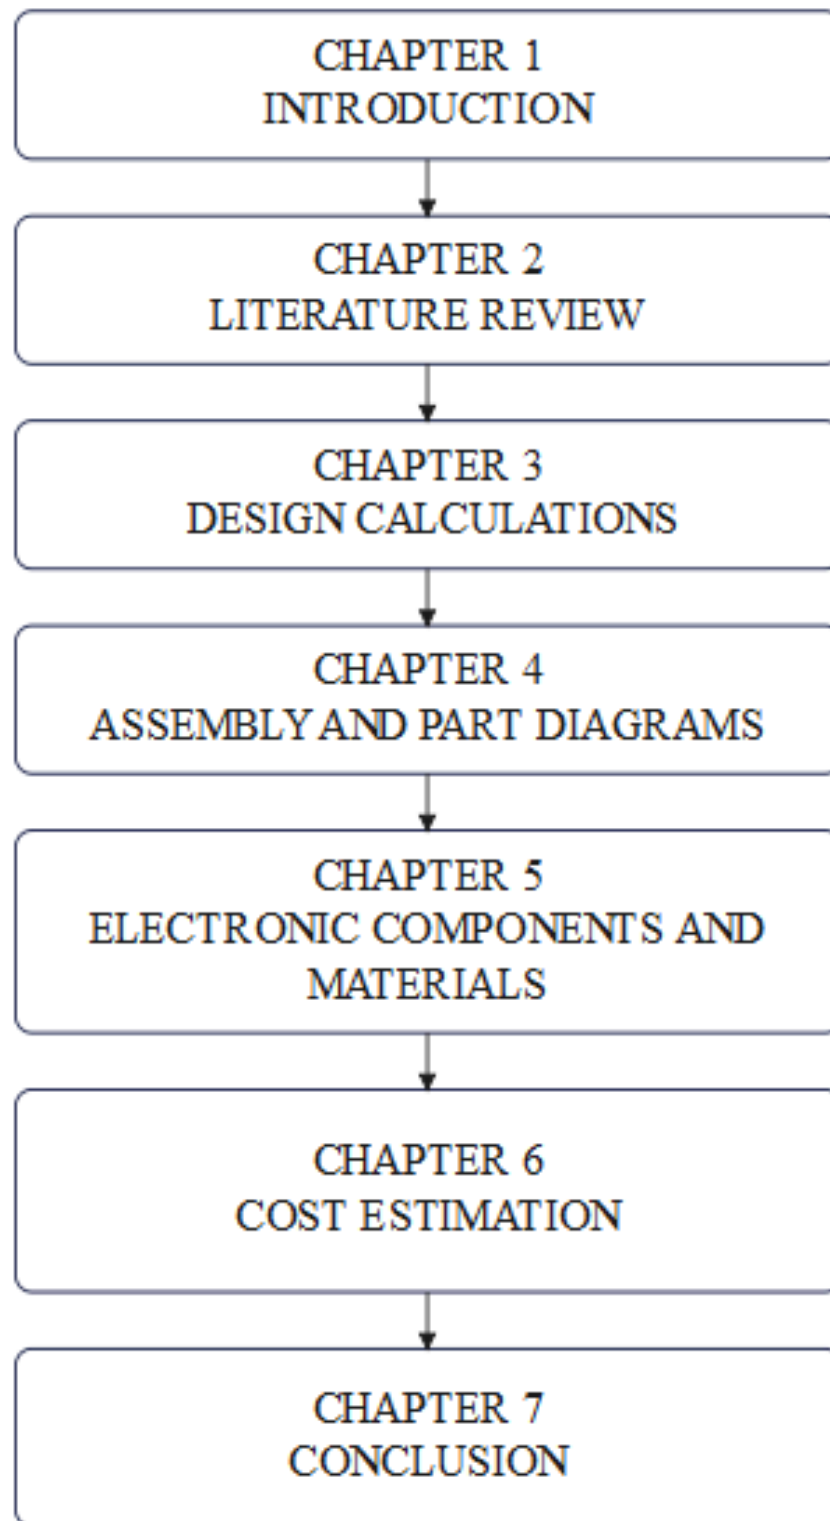 CHAPTER 1
INTRODUCTION
CHAPTER 2
LITERATURE REVIEW
CHAPTER 3
DESIGN CALCULATIONS
CHAPTER 4
ASSEMBLY AND PART DIAGRAMS
CHAPTER 5
ELECTRONIC COMPONENTS AND
MATERIALS
CHAPTER 6
COST ESTIMATION
CHAPTER 7
CONCLUSION